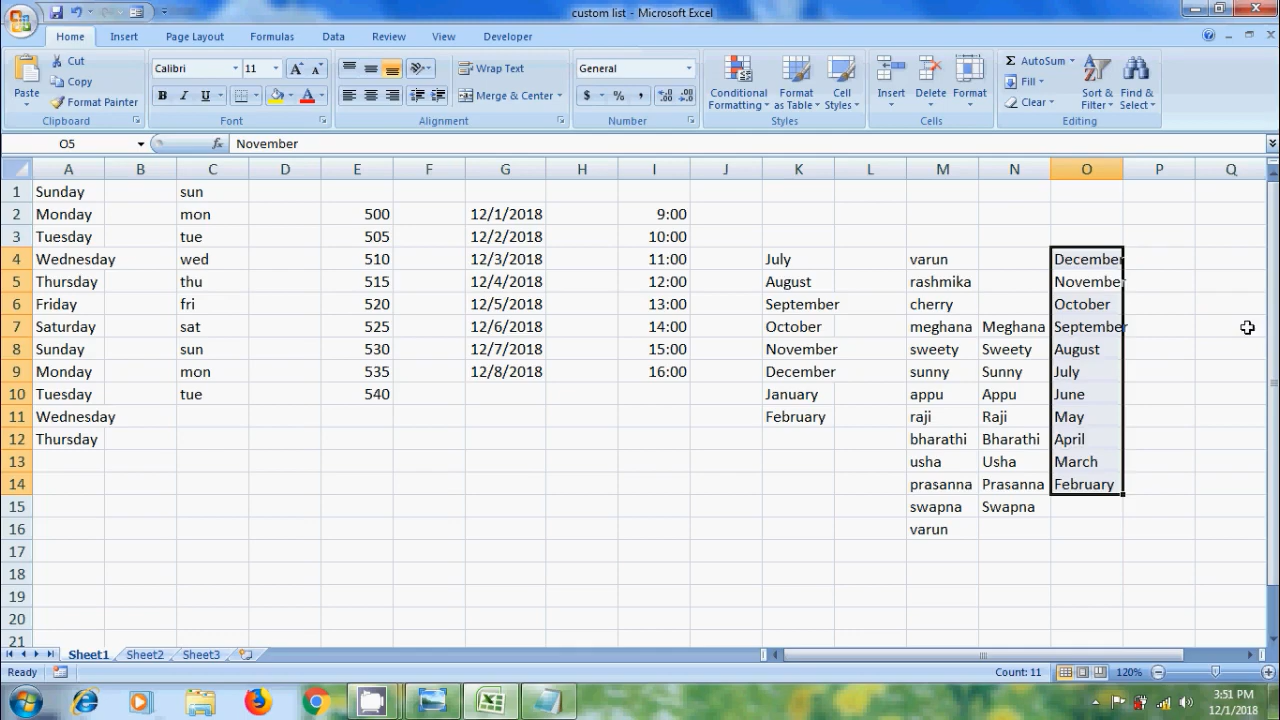 custom list - Microsoft Excel
Home Insert Page Layout Formulas Data Review View Developer
Paste Cut Copy Format Painter Clipboard
Calibri 11 A A B I U A Font
Wrap Text Merge & Center Alignment
General $ % , .0 .00 .00 .0 Number
Conditional Formatting Format as Table Cell Styles Styles
Insert Delete Format Cells
Σ AutoSum Fill Clear Sort & Filter Find & Select Editing
O5 fx November
A B C D E F G H I J K L M N O P Q
1 Sunday sun
2 Monday mon 500 12/1/2018 9:00
3 Tuesday tue 505 12/2/2018 10:00
4 Wednesday wed 510 12/3/2018 11:00 July varun December
5 Thursday thu 515 12/4/2018 12:00 August rashmika November
6 Friday fri 520 12/5/2018 13:00 September cherry October
7 Saturday sat 525 12/6/2018 14:00 October meghana Meghana September
8 Sunday sun 530 12/7/2018 15:00 November sweety Sweety August
9 Monday mon 535 12/8/2018 16:00 December sunny Sunny July
10 Tuesday tue 540 January appu Appu June
11 Wednesday February raji Raji May
12 Thursday bharathi Bharathi April
13 usha Usha March
14 prasanna Prasanna February
15 swapna Swapna
16 varun
17
18
19
20
21
Sheet1 Sheet2 Sheet3
Ready Count: 11 120%
3:51 PM
12/1/2018